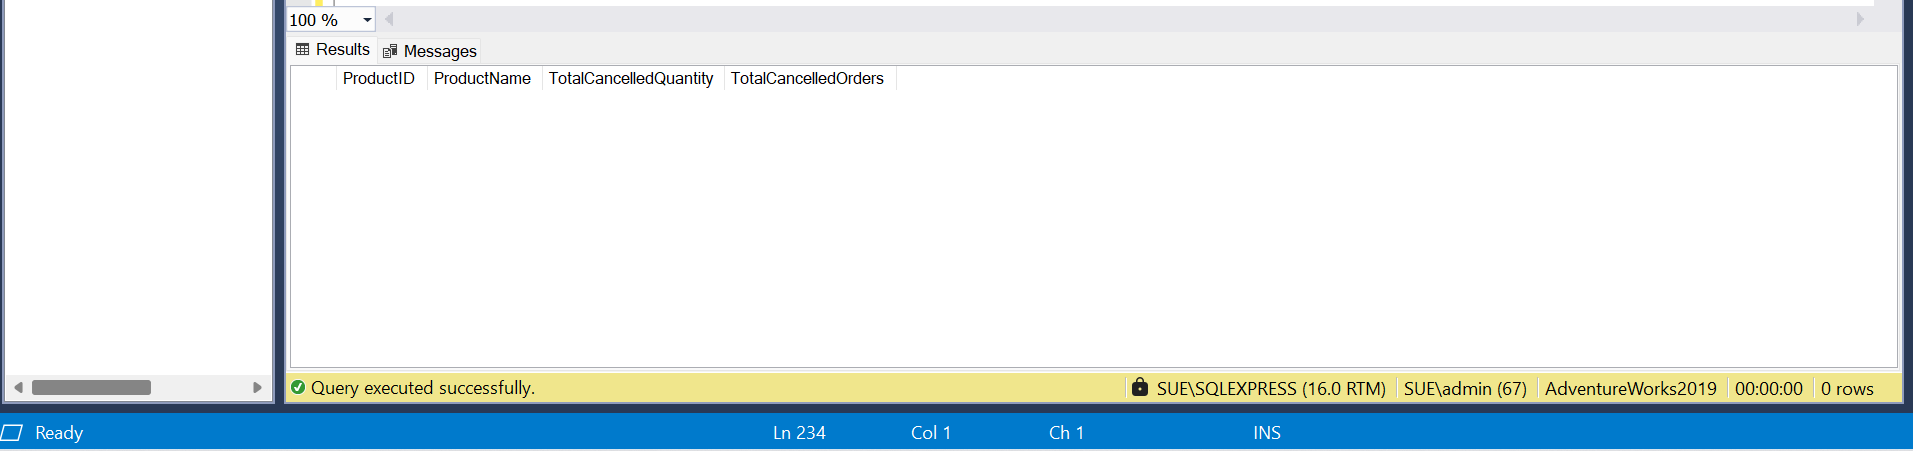 100 %
Results Messages
ProductID ProductName TotalCancelledQuantity TotalCancelledOrders
Query executed successfully. SUE\SQLEXPRESS (16.0 RTM) SUE\admin (67) AdventureWorks2019 00:00:00 0 rows
Ready Ln 234 Col 1 Ch 1 INS